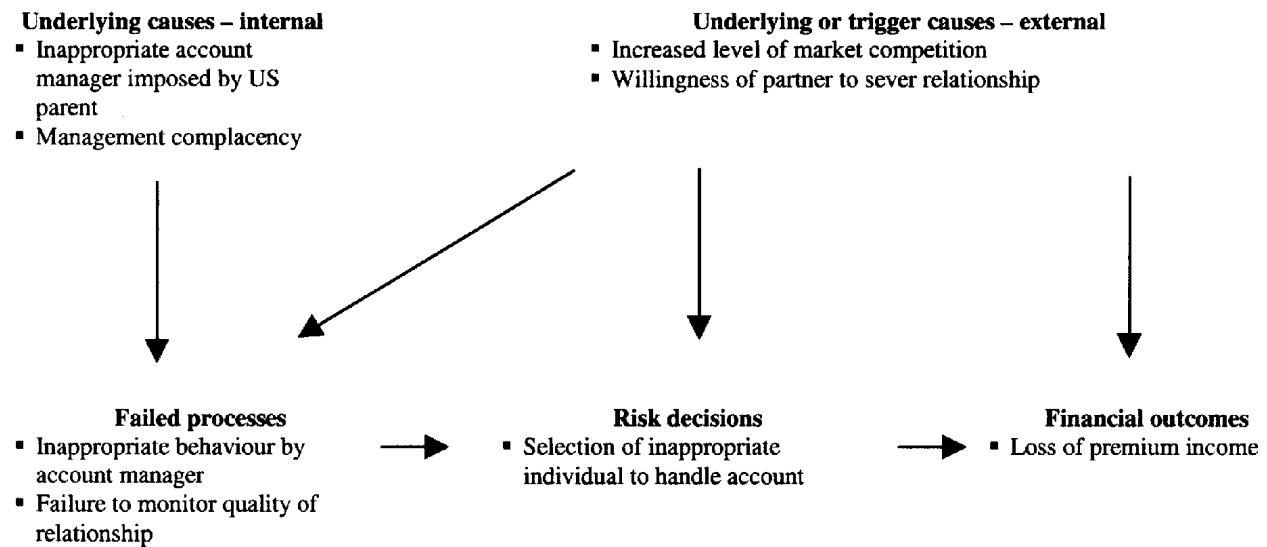 Underlying causes – internal
▪ Inappropriate account
manager imposed by US
parent
▪ Management complacency
Underlying or trigger causes – external
▪ Increased level of market competition
▪ Willingness of partner to sever relationship
Failed processes
▪ Inappropriate behaviour by
account manager
▪ Failure to monitor quality of
relationship
Risk decisions
▪ Selection of inappropriate
individual to handle account
Financial outcomes
▪ Loss of premium income